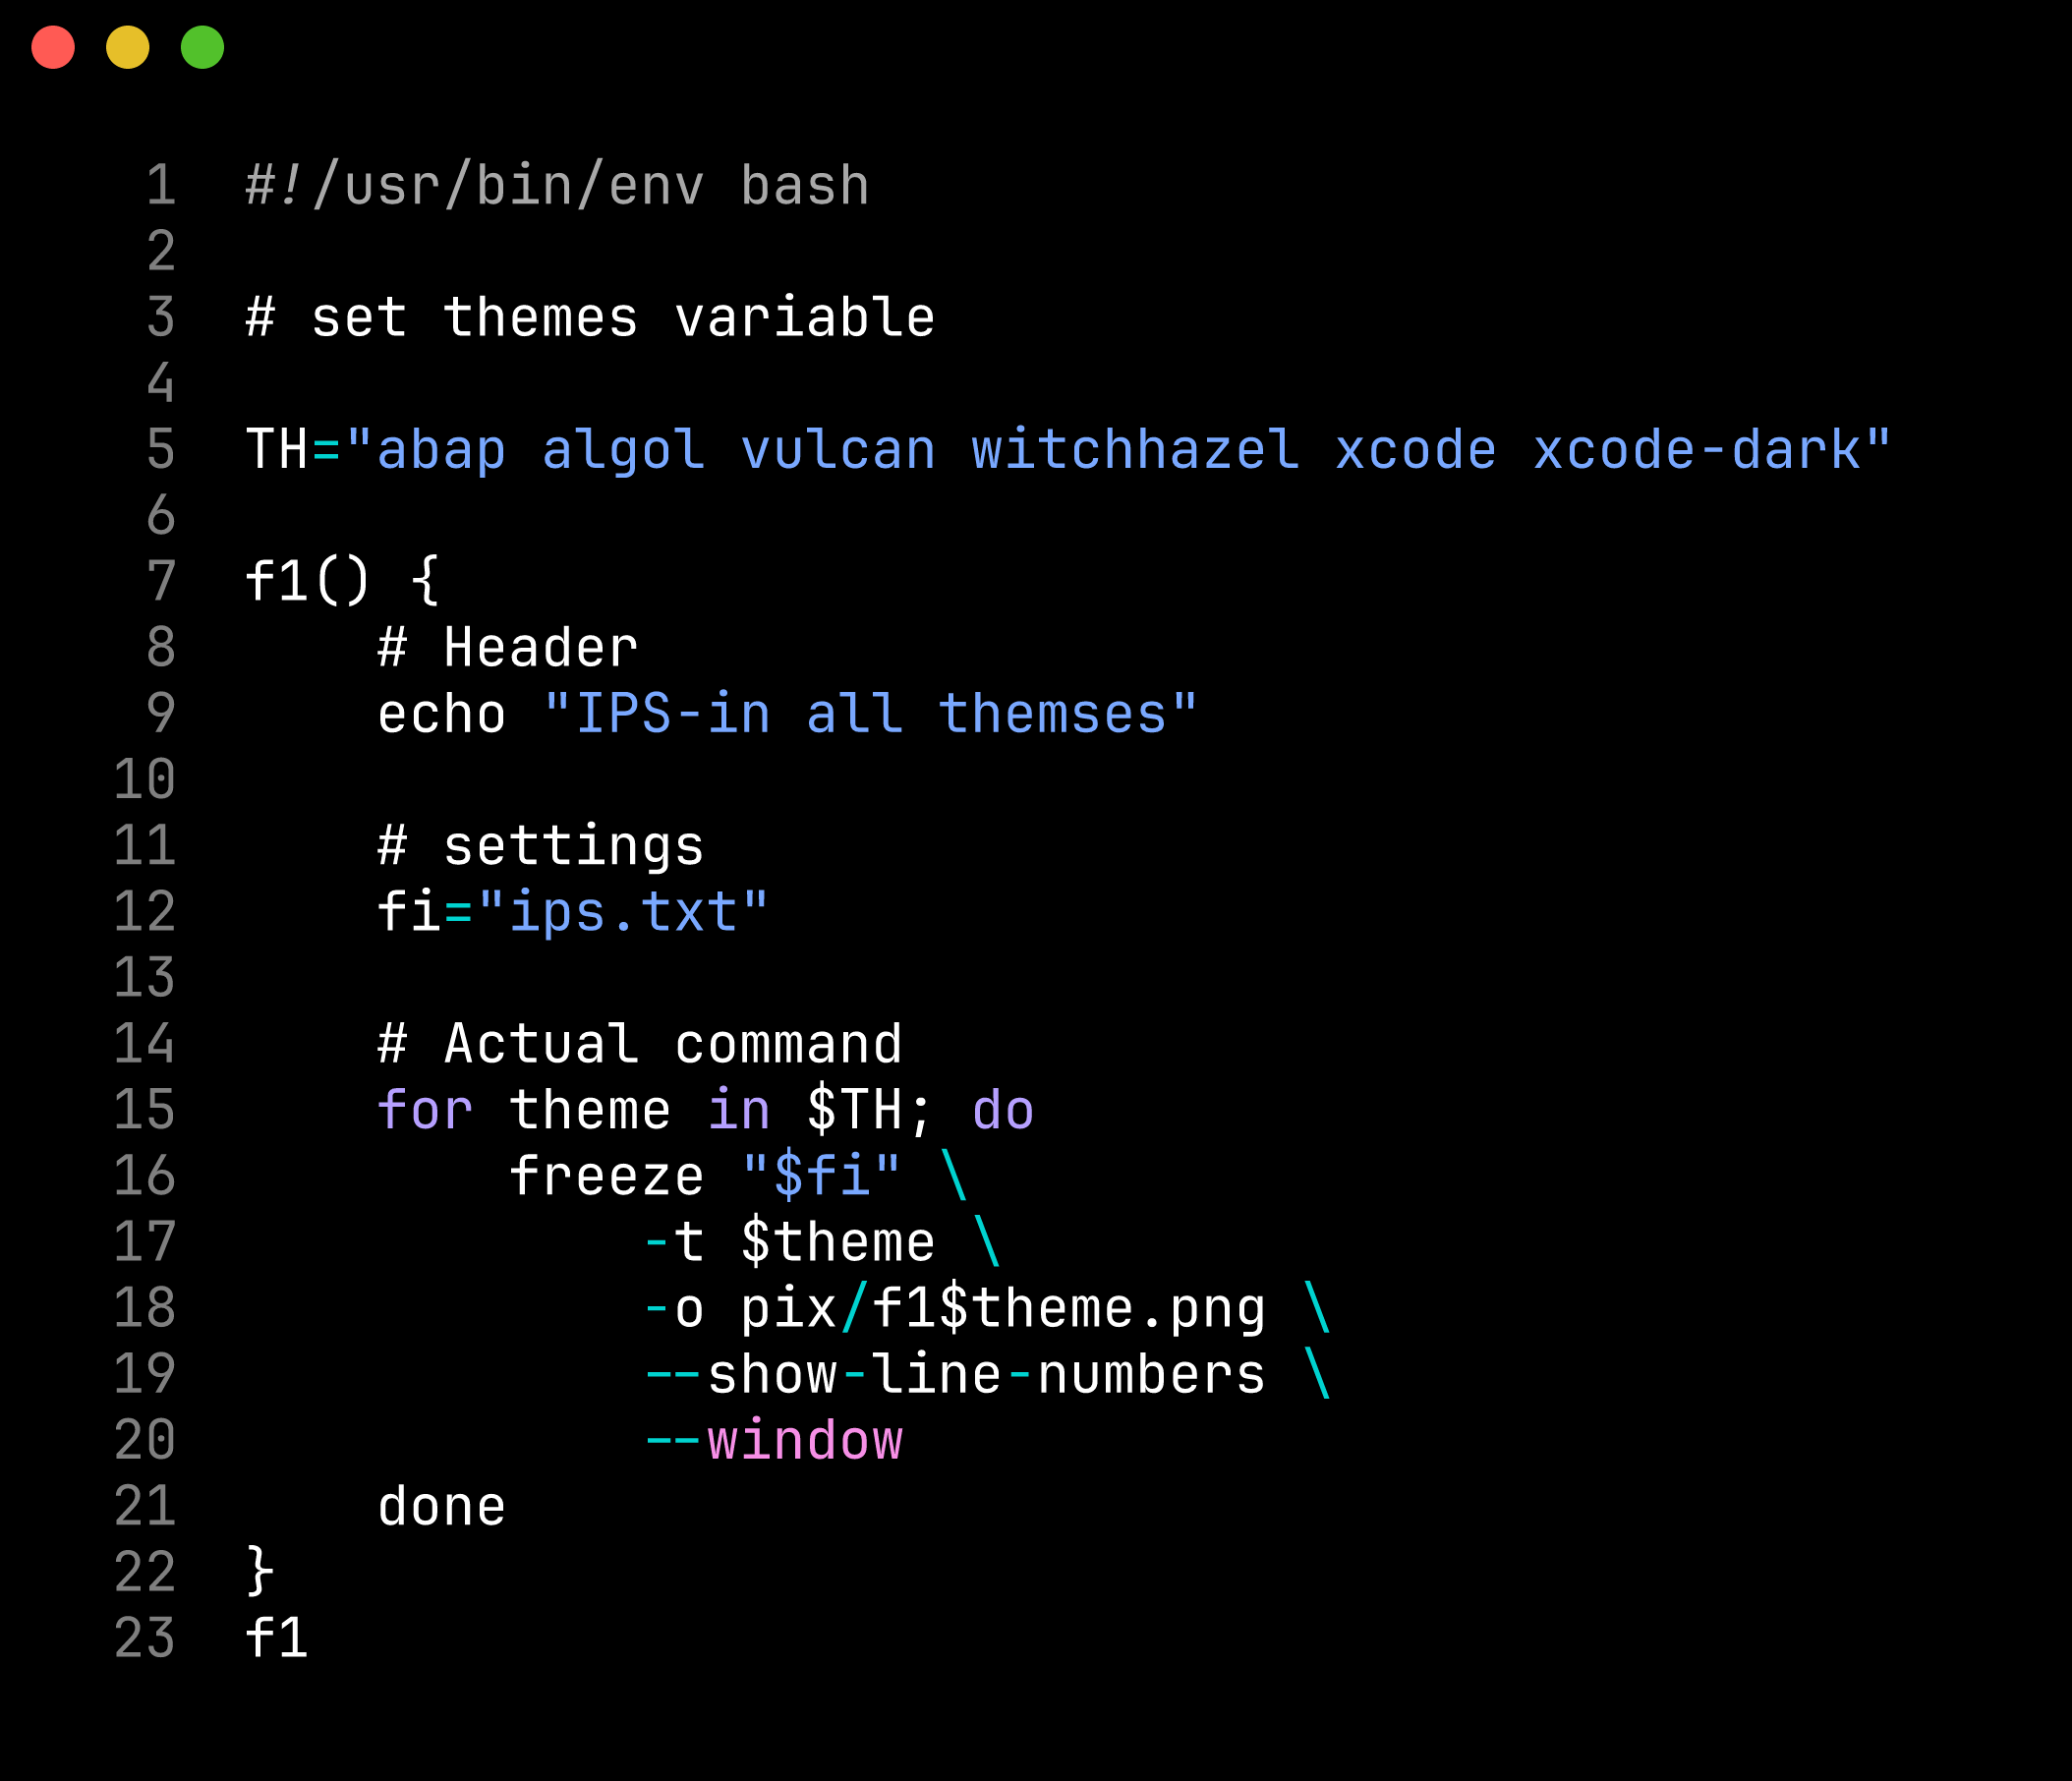 1 #!/usr/bin/env bash
2
3 # set themes variable
4
5 TH="abap algol vulcan witchhazel xcode xcode-dark"
6
7 f1() {
8     # Header
9     echo "IPS-in all themses"
10
11     # settings
12     fi="ips.txt"
13
14     # Actual command
15     for theme in $TH; do
16         freeze "$fi" \
17             -t $theme \
18             -o pix/f1$theme.png \
19             --show-line-numbers \
20             --window
21     done
22 }
23 f1